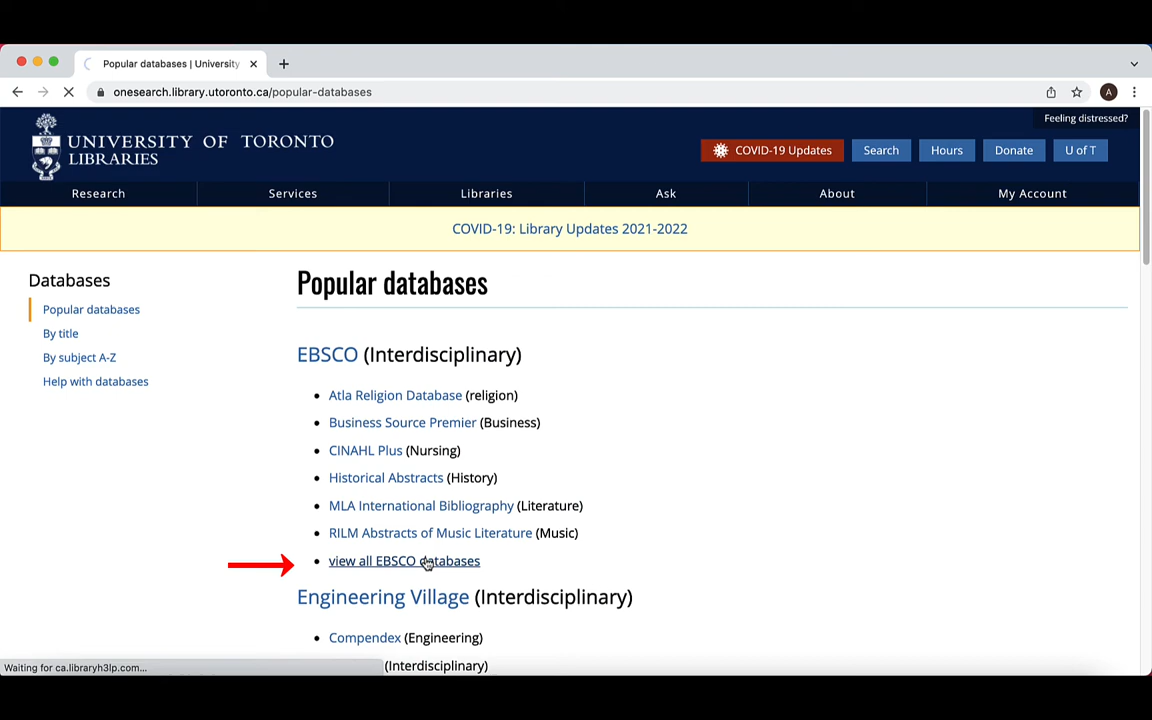 Popular databases | University
onesearch.library.utoronto.ca/popular-databases
A
Feeling distressed?
UNIVERSITY OF TORONTO
LIBRARIES
COVID-19 Updates
Search
Hours
Donate
U of T
Research
Services
Libraries
Ask
About
My Account
COVID-19: Library Updates 2021-2022
Databases
Popular databases
By title
By subject A-Z
Help with databases
Popular databases
EBSCO (Interdisciplinary)
Atla Religion Database (religion)
Business Source Premier (Business)
CINAHL Plus (Nursing)
Historical Abstracts (History)
MLA International Bibliography (Literature)
RILM Abstracts of Music Literature (Music)
view all EBSCO databases
Engineering Village (Interdisciplinary)
Compendex (Engineering)
(Interdisciplinary)
Waiting for ca.libraryh3lp.com...